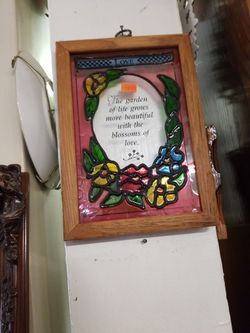 Love
The garden
of life grows
more beautiful
with the
blossoms of
love.